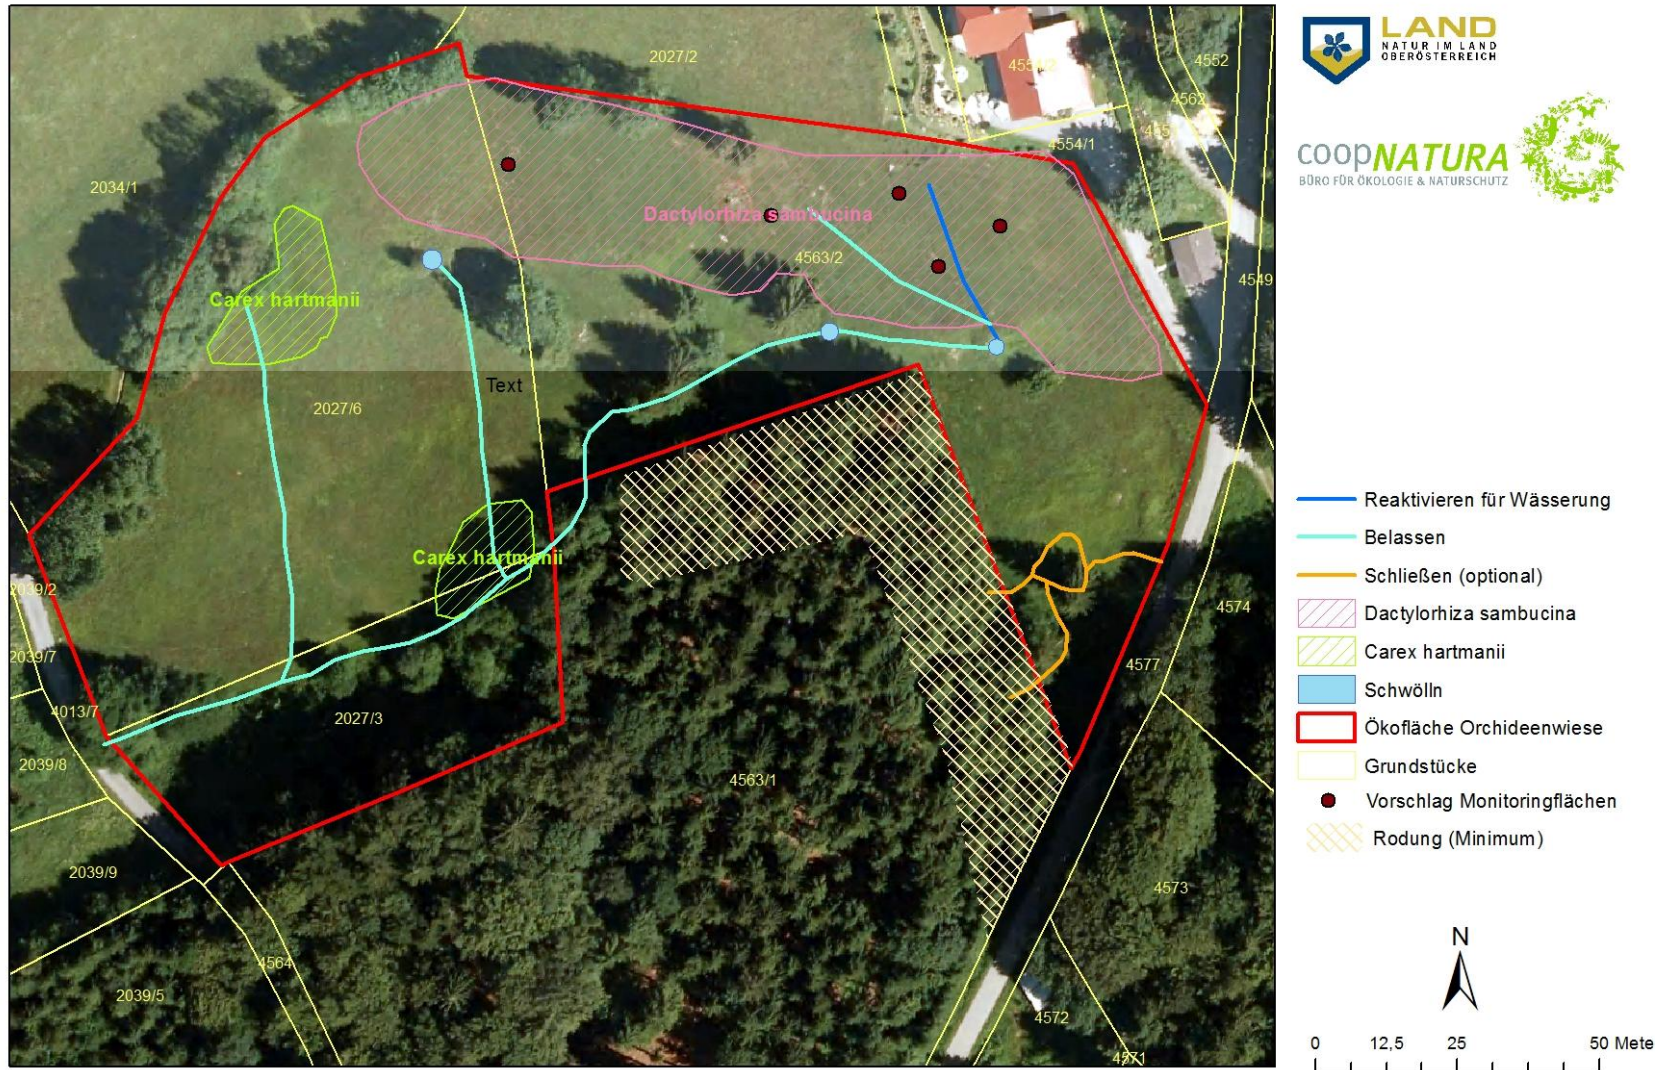 2027/2
4552
4562
4554/1
2034/1
Dactylorhiza sambucina
4563/2
4549
Carex hartmanii
Text
2027/6
Carex hartmanii
2039/2
4574
2039/7
4577
4013/7
2027/3
2039/8
4563/1
2039/9
4573
4564
2039/5
4572
4571
LAND
NATUR IM LAND
OBERÖSTERREICH
coopNATURA
BÜRO FÜR ÖKOLOGIE & NATURSCHUTZ
Reaktivieren für Wässerung
Belassen
Schließen (optional)
Dactylorhiza sambucina
Carex hartmanii
Schwölln
Ökofläche Orchideenwiese
Grundstücke
Vorschlag Monitoringflächen
Rodung (Minimum)
N
0 12,5 25 50 Mete